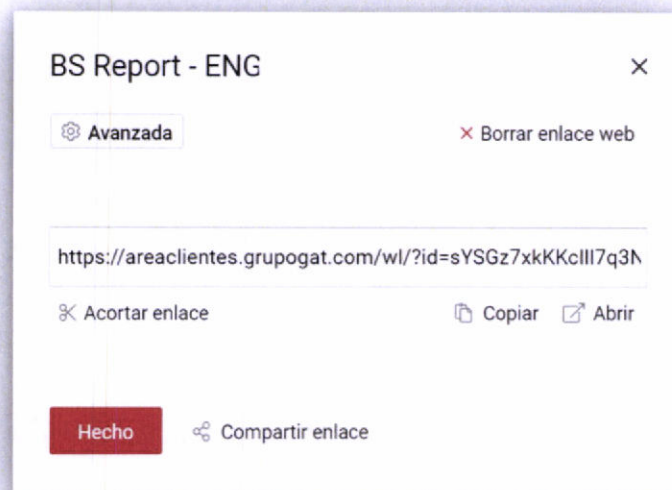 BS Report - ENG
Avanzada
Borrar enlace web
https://areaclientes.grupogat.com/wl/?id=sYSGz7xkKKclll7q3N
Acortar enlace
Copiar
Abrir
Hecho
Compartir enlace